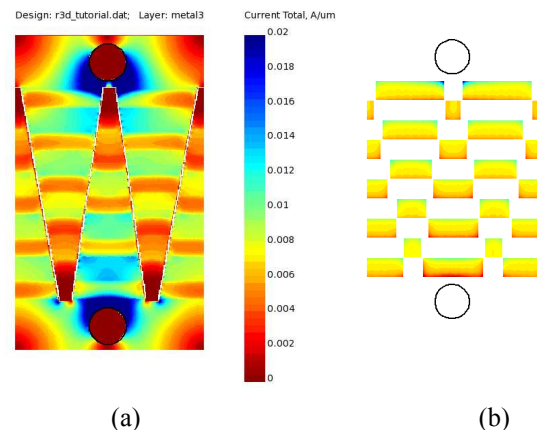 Design: r3d_tutorial.dat;   Layer: metal3
Current Total, A/um
0.02
0.018
0.016
0.014
0.012
0.01
0.008
0.006
0.004
0.002
0
(a)
(b)